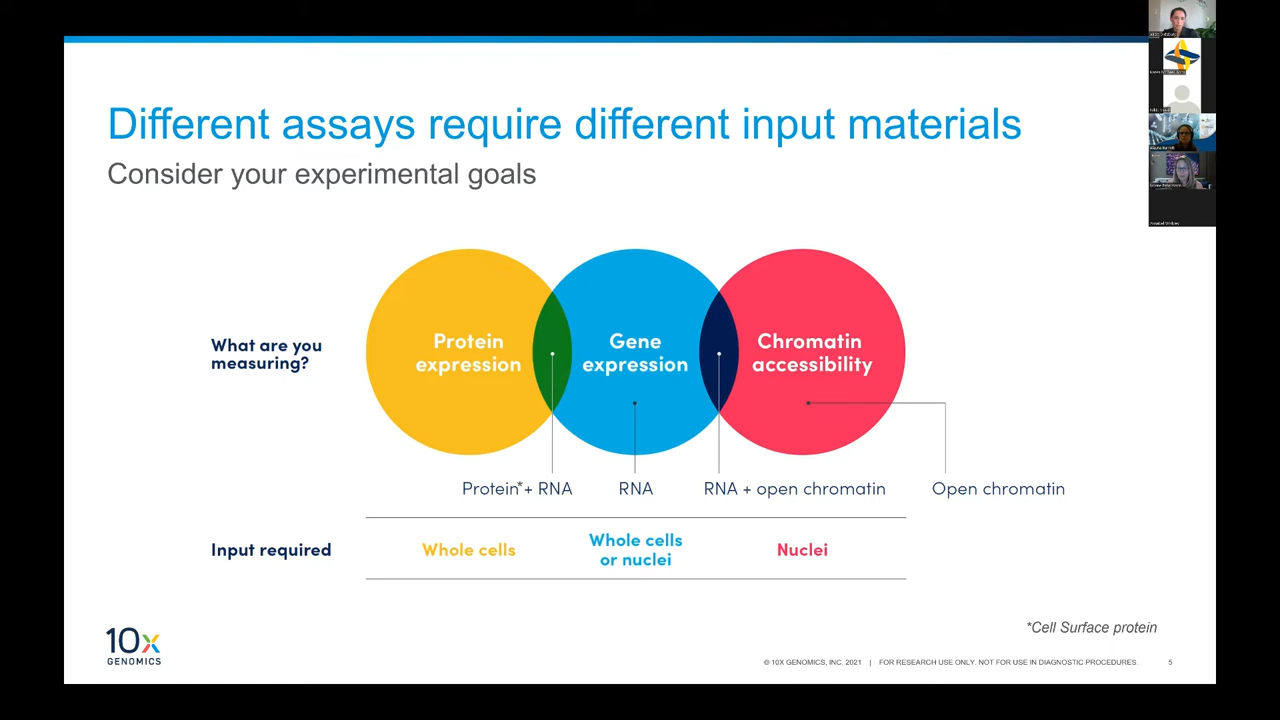 Different assays require different input materials
Consider your experimental goals
What are you
measuring?
Protein
expression
Gene
expression
Chromatin
accessibility
Protein*+ RNA
RNA
RNA + open chromatin
Open chromatin
Input required
Whole cells
Whole cells
or nuclei
Nuclei
*Cell Surface protein
10x
GENOMICS
© 10X GENOMICS, INC. 2021 | FOR RESEARCH USE ONLY. NOT FOR USE IN DIAGNOSTIC PROCEDURES. 5